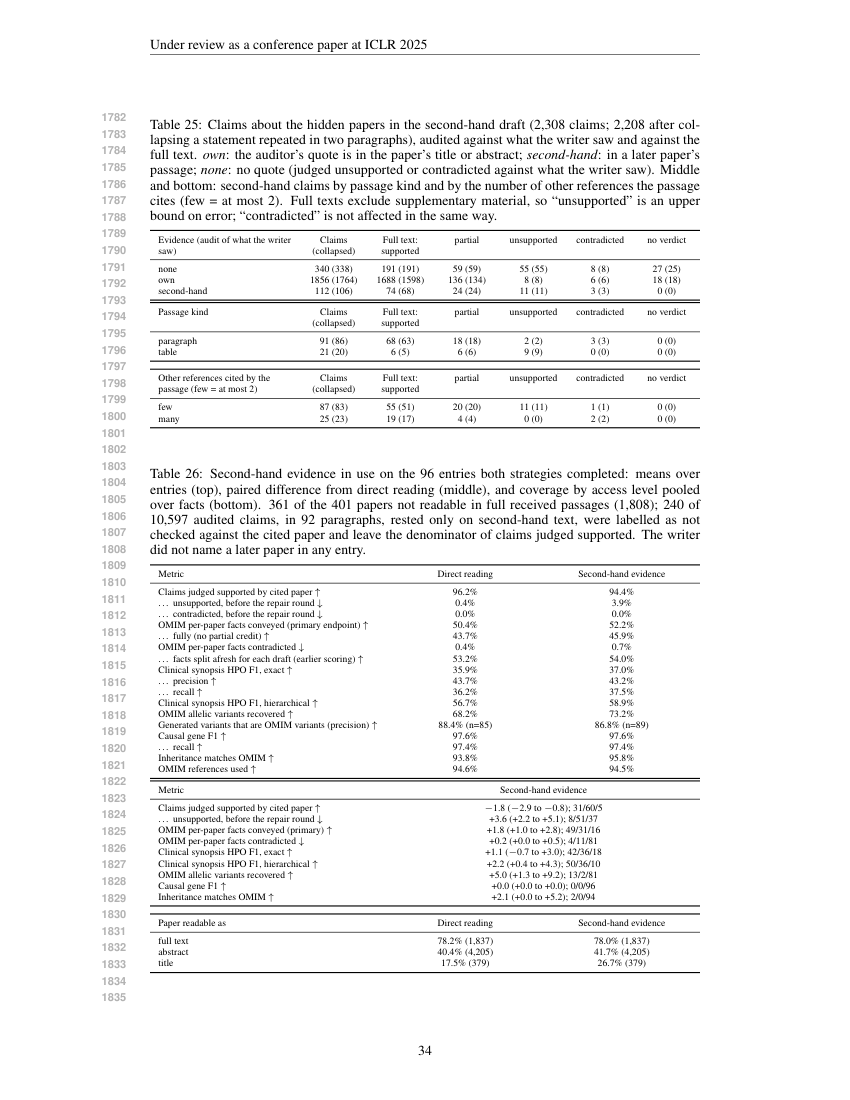 Under review as a conference paper at ICLR 2025
1782
1783
1784
1785
1786
1787
1788
1789
1790
1791
1792
1793
1794
1795
1796
1797
1798
1799
1800
1801
1802
1803
1804
1805
1806
1807
1808
1809
1810
1811
1812
1813
1814
1815
1816
1817
1818
1819
1820
1821
1822
1823
1824
1825
1826
1827
1828
1829
1830
1831
1832
1833
1834
1835
Table 25: Claims about the hidden papers in the second-hand draft (2,308 claims; 2,208 after col-
lapsing a statement repeated in two paragraphs), audited against what the writer saw and against the
full text. own: the auditor's quote is in the paper's title or abstract; second-hand: in a later paper's
passage; none: no quote (judged unsupported or contradicted against what the writer saw). Middle
and bottom: second-hand claims by passage kind and by the number of other references the passage
cites (few = at most 2). Full texts exclude supplementary material, so "unsupported" is an upper
bound on error; "contradicted" is not affected in the same way.
Evidence (audit of what the writer saw) Claims (collapsed) Full text: supported partial unsupported contradicted no verdict
none 340 (338) 191 (191) 59 (59) 55 (55) 8 (8) 27 (25)
own 1856 (1764) 1688 (1598) 136 (134) 8 (8) 6 (6) 18 (18)
second-hand 112 (106) 74 (68) 24 (24) 11 (11) 3 (3) 0 (0)
Passage kind Claims (collapsed) Full text: supported partial unsupported contradicted no verdict
paragraph 91 (86) 68 (63) 18 (18) 2 (2) 3 (3) 0 (0)
table 21 (20) 6 (5) 6 (6) 9 (9) 0 (0) 0 (0)
Other references cited by the passage (few = at most 2) Claims (collapsed) Full text: supported partial unsupported contradicted no verdict
few 87 (83) 55 (51) 20 (20) 11 (11) 1 (1) 0 (0)
many 25 (23) 19 (17) 4 (4) 0 (0) 2 (2) 0 (0)
Table 26: Second-hand evidence in use on the 96 entries both strategies completed: means over
entries (top), paired difference from direct reading (middle), and coverage by access level pooled
over facts (bottom). 361 of the 401 papers not readable in full received passages (1,808); 240 of
10,597 audited claims, in 92 paragraphs, rested only on second-hand text, were labelled as not
checked against the cited paper and leave the denominator of claims judged supported. The writer
did not name a later paper in any entry.
Metric Direct reading Second-hand evidence
Claims judged supported by cited paper ↑ 96.2% 94.4%
… unsupported, before the repair round ↓ 0.4% 3.9%
… contradicted, before the repair round ↓ 0.0% 0.0%
OMIM per-paper facts conveyed (primary endpoint) ↑ 50.4% 52.2%
… fully (no partial credit) ↑ 43.7% 45.9%
OMIM per-paper facts contradicted ↓ 0.4% 0.7%
… facts split afresh for each draft (earlier scoring) ↑ 53.2% 54.0%
Clinical synopsis HPO F1, exact ↑ 35.9% 37.0%
… precision ↑ 43.7% 43.2%
… recall ↑ 36.2% 37.5%
Clinical synopsis HPO F1, hierarchical ↑ 56.7% 58.9%
OMIM allelic variants recovered ↑ 68.2% 73.2%
Generated variants that are OMIM variants (precision) ↑ 88.4% (n=85) 86.8% (n=89)
Causal gene F1 ↑ 97.6% 97.6%
… recall ↑ 97.4% 97.4%
Inheritance matches OMIM ↑ 93.8% 95.8%
OMIM references used ↑ 94.6% 94.5%
Metric Second-hand evidence
Claims judged supported by cited paper ↑ −1.8 (−2.9 to −0.8); 31/60/5
… unsupported, before the repair round ↓ +3.6 (+2.2 to +5.1); 8/51/37
OMIM per-paper facts conveyed (primary) ↑ +1.8 (+1.0 to +2.8); 49/31/16
OMIM per-paper facts contradicted ↓ +0.2 (+0.0 to +0.5); 4/11/81
Clinical synopsis HPO F1, exact ↑ +1.1 (−0.7 to +3.0); 42/36/18
Clinical synopsis HPO F1, hierarchical ↑ +2.2 (+0.4 to +4.3); 50/36/10
OMIM allelic variants recovered ↑ +5.0 (+1.3 to +9.2); 13/2/81
Causal gene F1 ↑ +0.0 (+0.0 to +0.0); 0/0/96
Inheritance matches OMIM ↑ +2.1 (+0.0 to +5.2); 2/0/94
Paper readable as Direct reading Second-hand evidence
full text 78.2% (1,837) 78.0% (1,837)
abstract 40.4% (4,205) 41.7% (4,205)
title 17.5% (379) 26.7% (379)
34